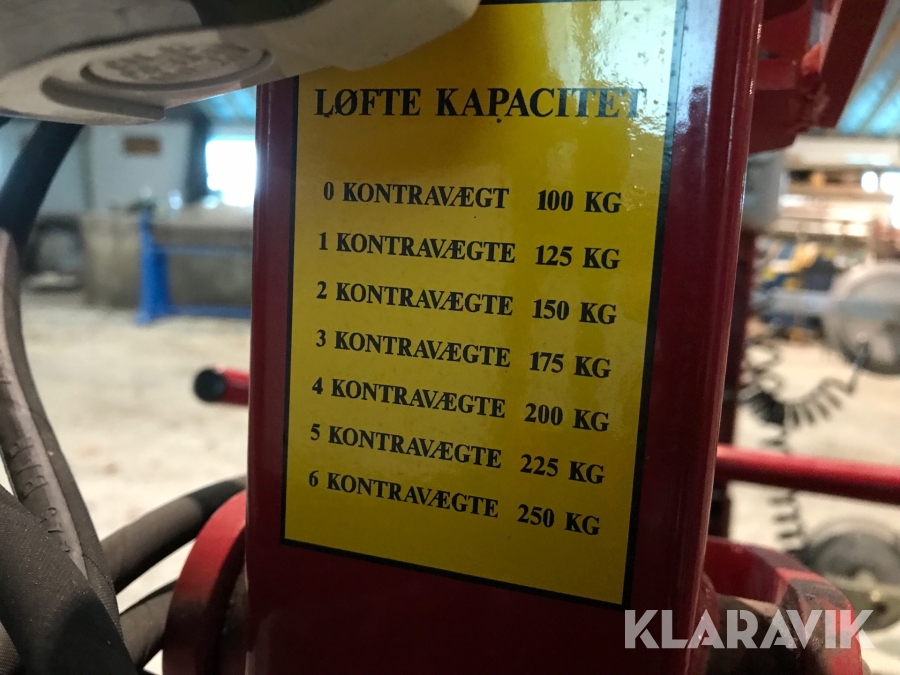 LØFTE KAPACITET
0 KONTRAVÆGT 100 KG
1 KONTRAVÆGTE 125 KG
2 KONTRAVÆGTE 150 KG
3 KONTRAVÆGTE 175 KG
4 KONTRAVÆGTE 200 KG
5 KONTRAVÆGTE 225 KG
6 KONTRAVÆGTE 250 KG
KLARAVIK